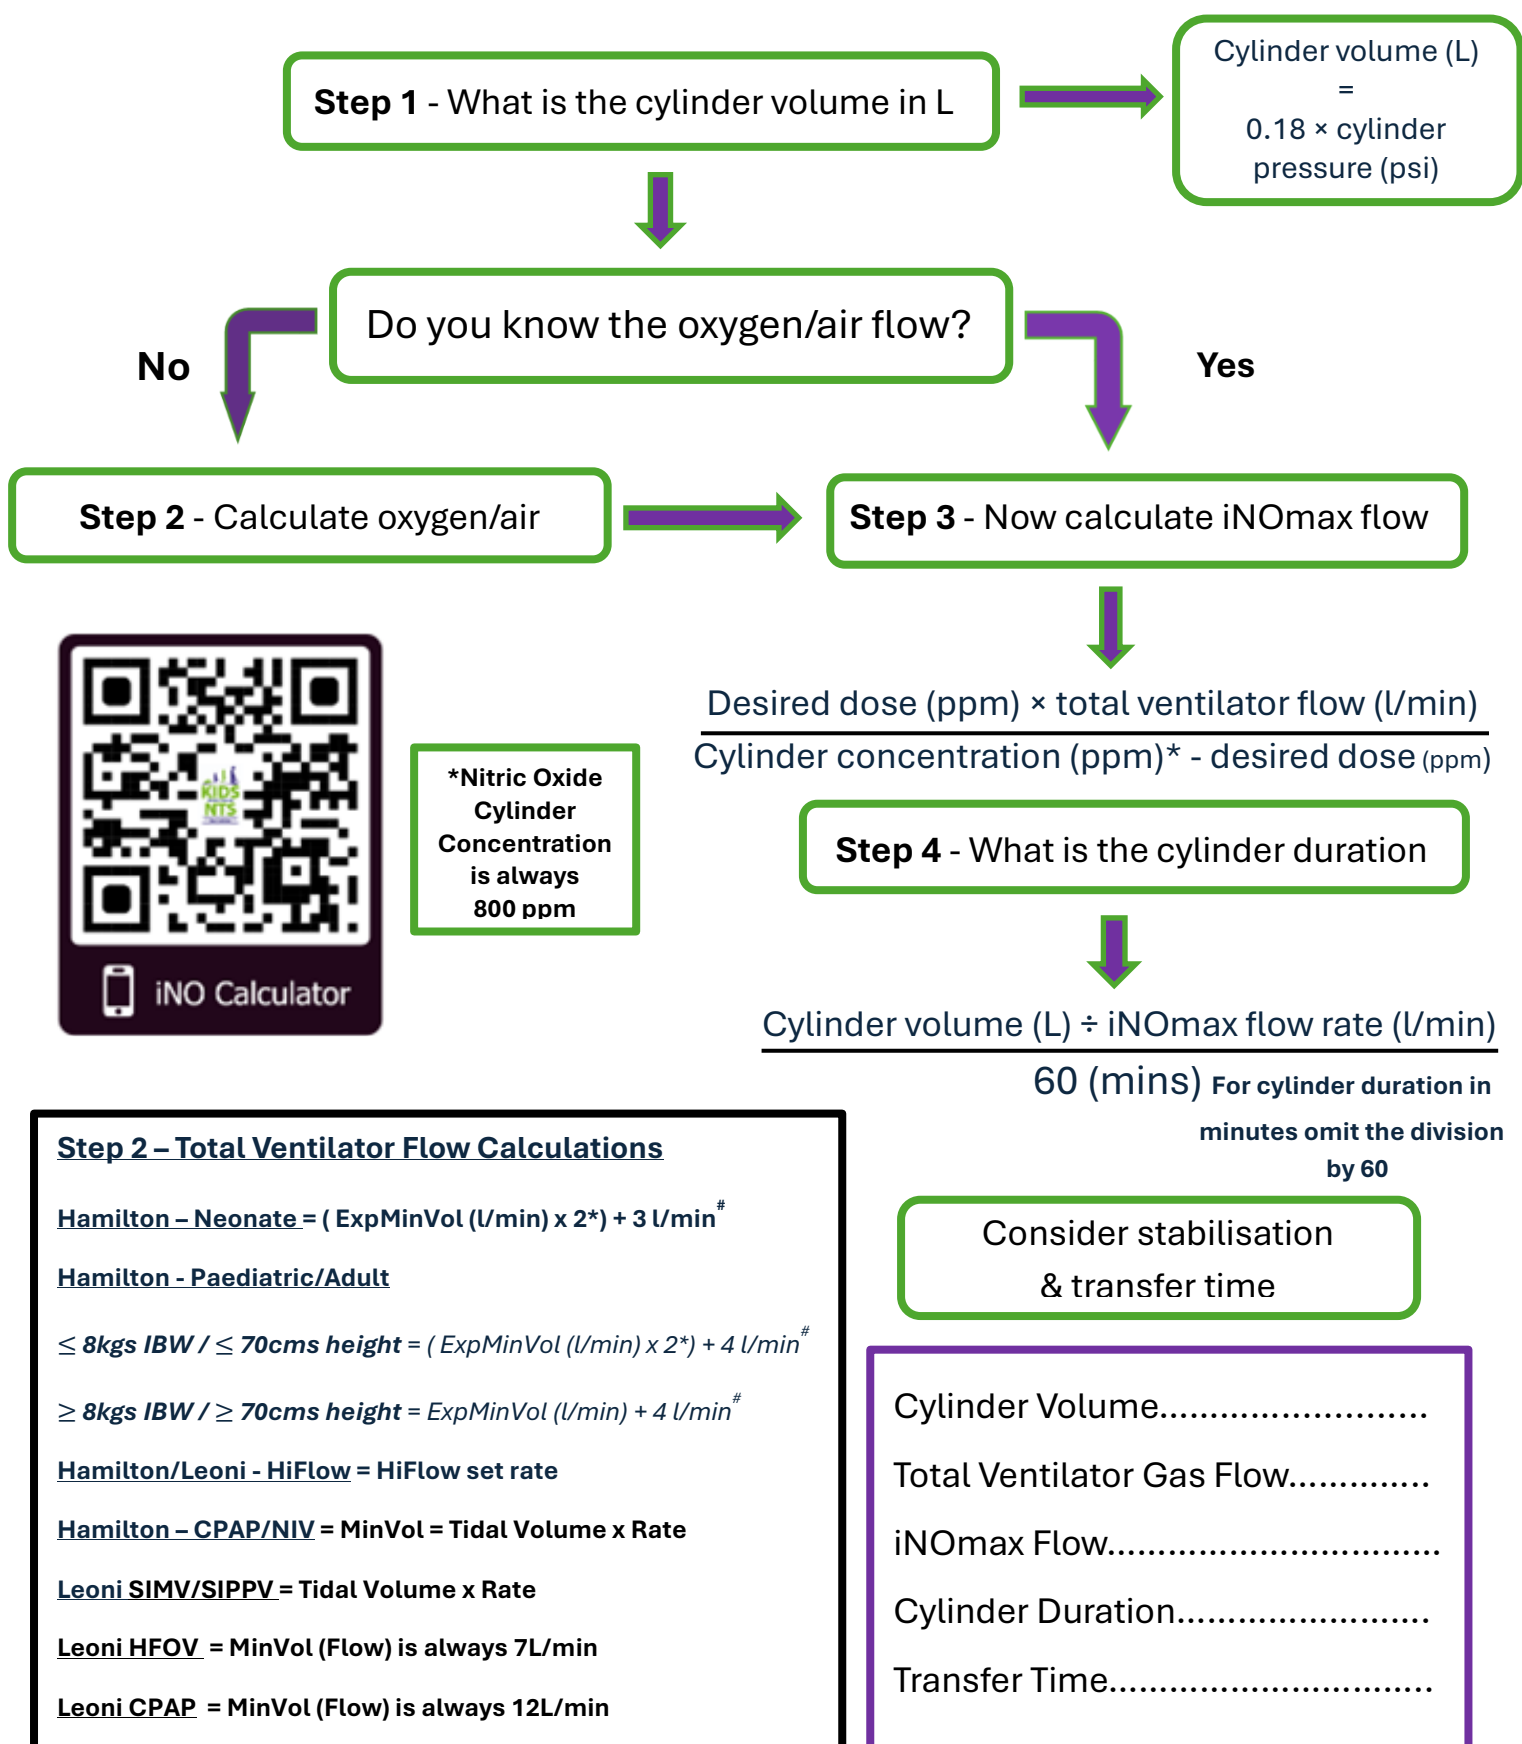 Step 1 - What is the cylinder volume in L
Cylinder volume (L)
=
0.18 × cylinder
pressure (psi)
Do you know the oxygen/air flow?
No
Yes
Step 2 - Calculate oxygen/air
Step 3 - Now calculate iNOmax flow
Desired dose (ppm) × total ventilator flow (l/min)
Cylinder concentration (ppm)* - desired dose (ppm)
KIDS
NTS
iNO Calculator
*Nitric Oxide
Cylinder
Concentration
is always
800 ppm
Step 4 - What is the cylinder duration
Cylinder volume (L) ÷ iNOmax flow rate (l/min)
60 (mins) For cylinder duration in
minutes omit the division
by 60
Step 2 – Total Ventilator Flow Calculations
Hamilton – Neonate = ( ExpMinVol (l/min) x 2*) + 3 l/min#
Hamilton - Paediatric/Adult
≤ 8kgs IBW / ≤ 70cms height = ( ExpMinVol (l/min) x 2*) + 4 l/min#
≥ 8kgs IBW / ≥ 70cms height = ExpMinVol (l/min) + 4 l/min#
Hamilton/Leoni - HiFlow = HiFlow set rate
Hamilton – CPAP/NIV = MinVol = Tidal Volume x Rate
Leoni SIMV/SIPPV = Tidal Volume x Rate
Leoni HFOV = MinVol (Flow) is always 7L/min
Leoni CPAP = MinVol (Flow) is always 12L/min
Consider stabilisation
& transfer time
Cylinder Volume...........................
Total Ventilator Gas Flow..............
iNOmax Flow.................................
Cylinder Duration.........................
Transfer Time................................